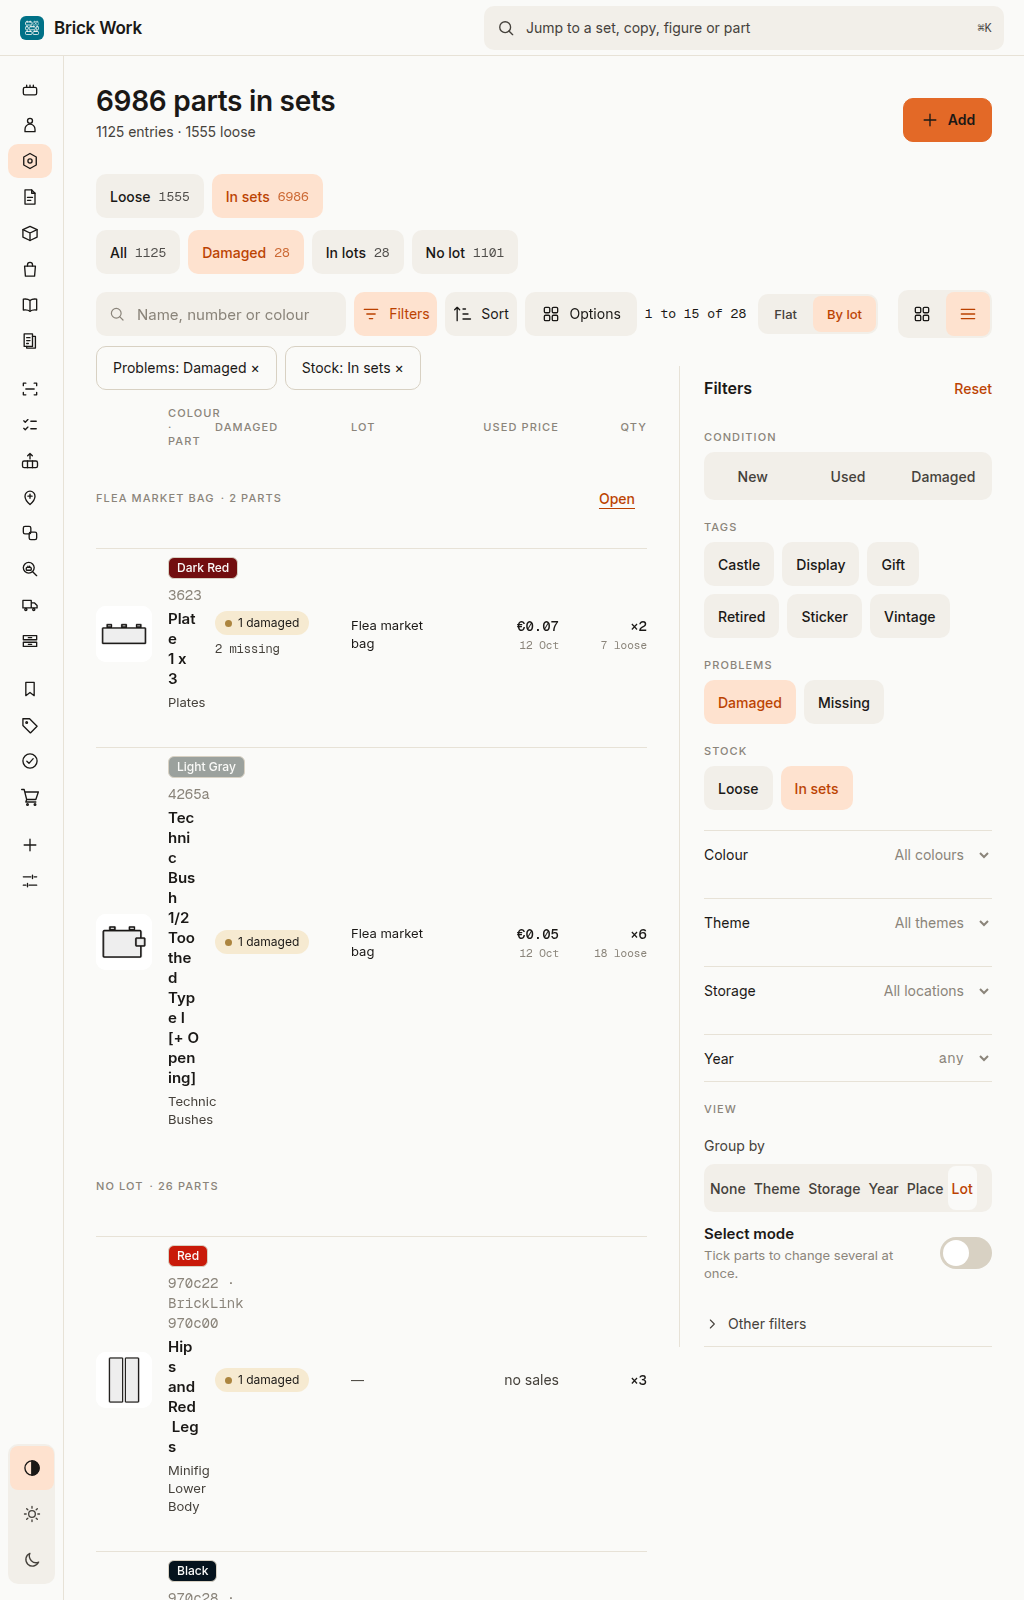 Brick Work
Jump to a set, copy, figure or part
⌘K
6986 parts in sets
1125 entries · 1555 loose
Add
Loose 1555
In sets 6986
All 1125
Damaged 28
In lots 28
No lot 1101
Name, number or colour
Filters
Sort
Options
1 to 15 of 28
Flat
By lot
Problems: Damaged ×
Stock: In sets ×
COLOUR
·
PART
DAMAGED
LOT
USED PRICE
QTY
FLEA MARKET BAG · 2 PARTS
Open
Dark Red
3623
Plat
e
1 x
3
Plates
1 damaged
2 missing
Flea market
bag
€0.07
12 Oct
×2
7 loose
Light Gray
4265a
Tec
hni
c
Bus
h
1/2
Too
the
d
Typ
e I
[+ O
pen
ing]
Technic
Bushes
1 damaged
Flea market
bag
€0.05
12 Oct
×6
18 loose
NO LOT · 26 PARTS
Red
970c22 ·
BrickLink
970c00
Hip
s
and
Red
Leg
s
Minifig
Lower
Body
1 damaged
—
no sales
×3
Black
970c28 ·
Filters
Reset
CONDITION
New
Used
Damaged
TAGS
Castle
Display
Gift
Retired
Sticker
Vintage
PROBLEMS
Damaged
Missing
STOCK
Loose
In sets
Colour
All colours
Theme
All themes
Storage
All locations
Year
any
VIEW
Group by
None
Theme
Storage
Year
Place
Lot
Select mode
Tick parts to change several at
once.
Other filters